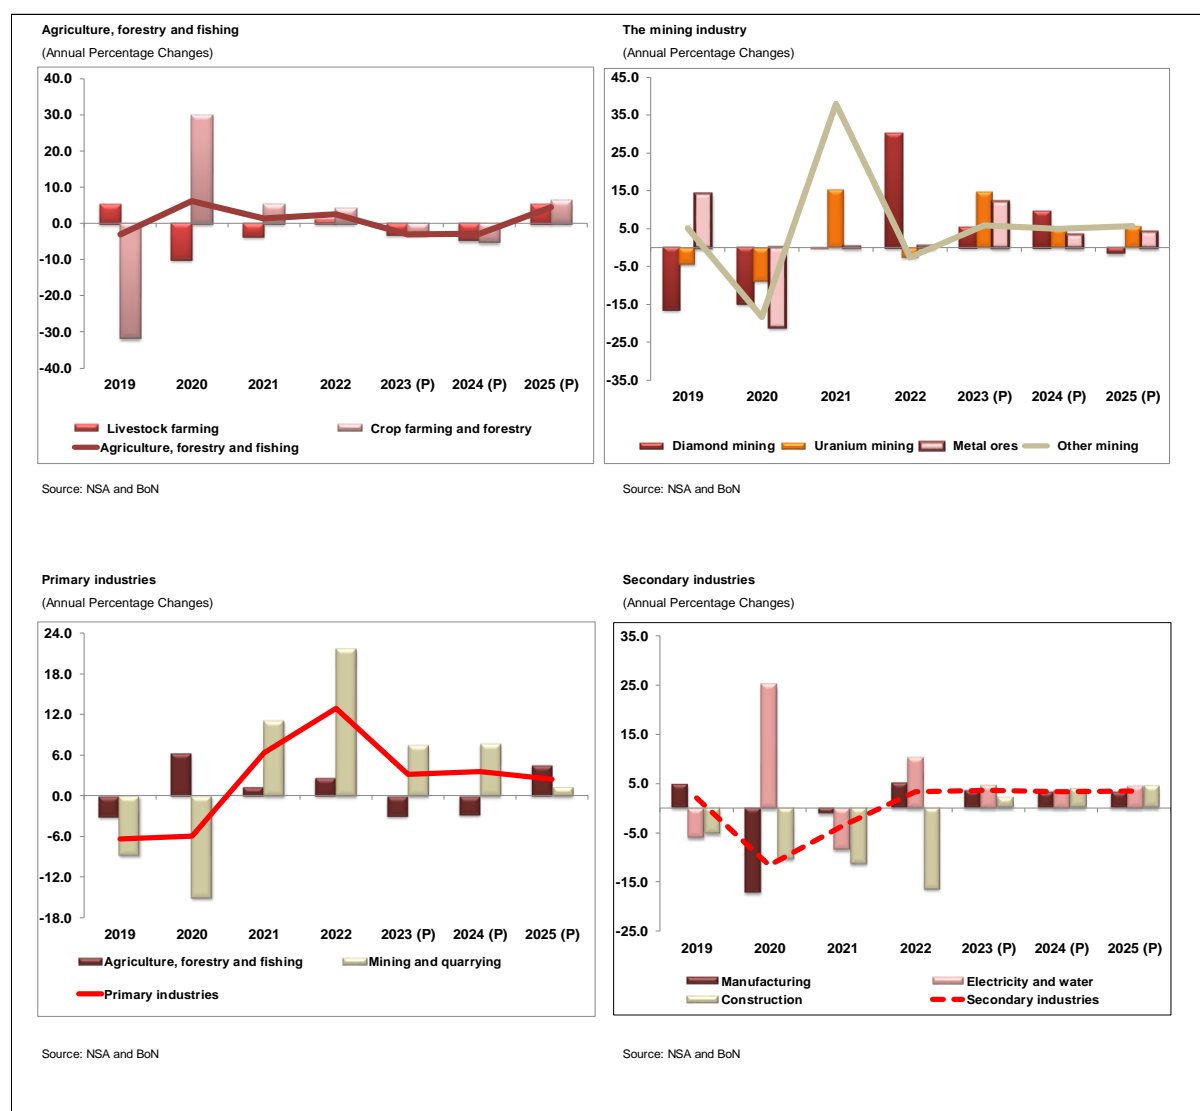 Agriculture, forestry and fishing
(Annual Percentage Changes)
40.0
30.0
20.0
10.0
0.0
-10.0
-20.0
-30.0
-40.0
2019 2020 2021 2022 2023 (P) 2024 (P) 2025 (P)
Livestock farming Crop farming and forestry
Agriculture, forestry and fishing
Source: NSA and BoN
The mining industry
(Annual Percentage Changes)
45.0
35.0
25.0
15.0
5.0
-5.0
-15.0
-25.0
-35.0
2019 2020 2021 2022 2023 (P) 2024 (P) 2025 (P)
Diamond mining Uranium mining Metal ores Other mining
Source: NSA and BoN
Primary industries
(Annual Percentage Changes)
24.0
18.0
12.0
6.0
0.0
-6.0
-12.0
-18.0
2019 2020 2021 2022 2023 (P) 2024 (P) 2025 (P)
Agriculture, forestry and fishing Mining and quarrying
Primary industries
Source: NSA and BoN
Secondary industries
(Annual Percentage Changes)
35.0
25.0
15.0
5.0
-5.0
-15.0
-25.0
2019 2020 2021 2022 2023 (P) 2024 (P) 2025 (P)
Manufacturing Electricity and water
Construction Secondary industries
Source: NSA and BoN